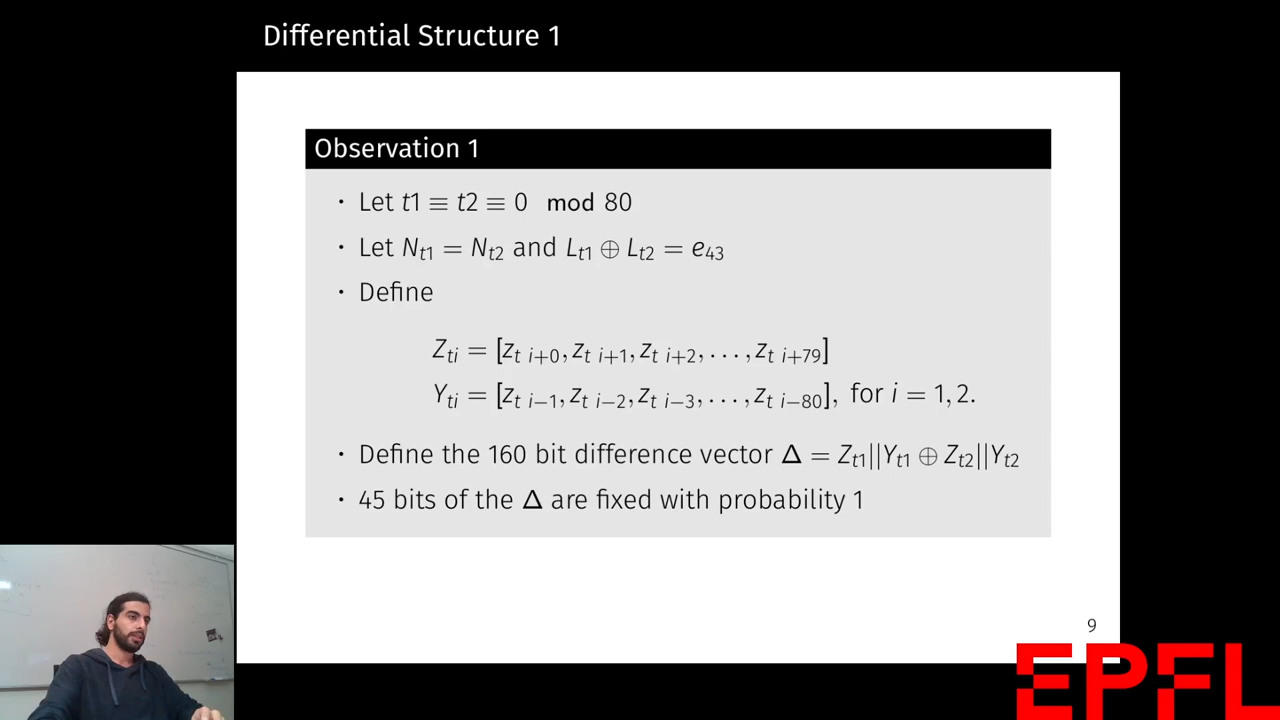 Differential Structure 1
Observation 1
· Let t1 ≡ t2 ≡ 0 mod 80
· Let N_{t1} = N_{t2} and L_{t1} ⊕ L_{t2} = e_{43}
· Define
Z_{ti} = [z_{t i+0}, z_{t i+1}, z_{t i+2}, . . . , z_{t i+79}]
Y_{ti} = [z_{t i−1}, z_{t i−2}, z_{t i−3}, . . . , z_{t i−80}], for i = 1, 2.
· Define the 160 bit difference vector Δ = Z_{t1}||Y_{t1} ⊕ Z_{t2}||Y_{t2}
· 45 bits of the Δ are fixed with probability 1
9
EPFL